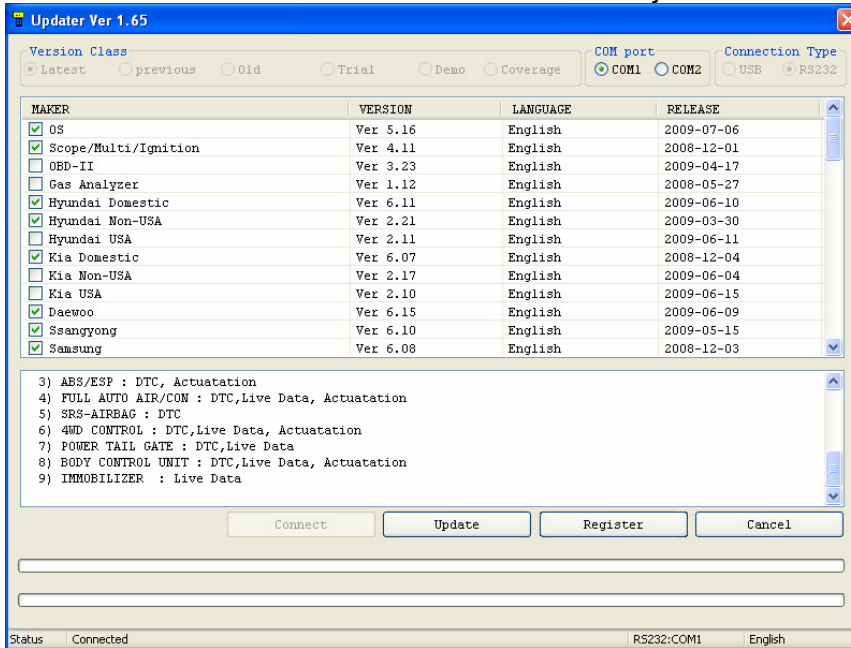 Updater Ver 1.65
Version Class COM port Connection Type
Latest previous Old Trial Demo Coverage COM1 COM2 USB RS232
MAKER VERSION LANGUAGE RELEASE
OS Ver 5.16 English 2009-07-06
Scope/Multi/Ignition Ver 4.11 English 2008-12-01
OBD-II Ver 3.23 English 2009-04-17
Gas Analyzer Ver 1.12 English 2008-05-27
Hyundai Domestic Ver 6.11 English 2009-06-10
Hyundai Non-USA Ver 2.21 English 2009-03-30
Hyundai USA Ver 2.11 English 2009-06-11
Kia Domestic Ver 6.07 English 2008-12-04
Kia Non-USA Ver 2.17 English 2009-06-04
Kia USA Ver 2.10 English 2009-06-15
Daewoo Ver 6.15 English 2009-06-09
Ssangyong Ver 6.10 English 2009-05-15
Samsung Ver 6.08 English 2008-12-03
3) ABS/ESP : DTC, Actuatation
4) FULL AUTO AIR/CON : DTC,Live Data, Actuatation
5) SRS-AIRBAG : DTC
6) 4WD CONTROL : DTC,Live Data, Actuatation
7) POWER TAIL GATE : DTC,Live Data
8) BODY CONTROL UNIT : DTC,Live Data, Actuatation
9) IMMOBILIZER : Live Data
Connect Update Register Cancel
Status Connected RS232:COM1 English